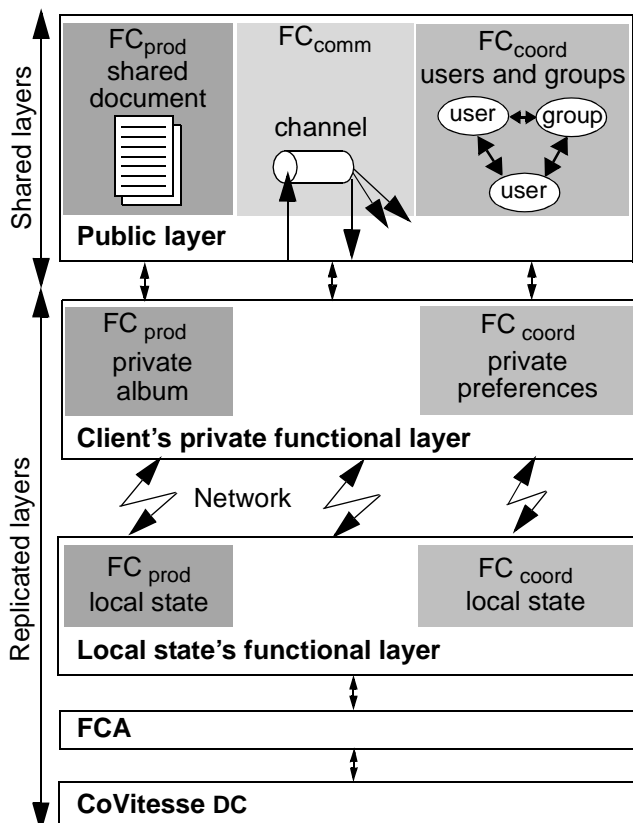 Shared layers
FCprod
shared
document
FCcomm
channel
FCcoord
users and groups
user
group
user
Public layer
Replicated layers
FC prod
private
album
FC coord
private
preferences
Client's private functional layer
Network
FC prod
local state
FC coord
local state
Local state's functional layer
FCA
CoVitesse DC